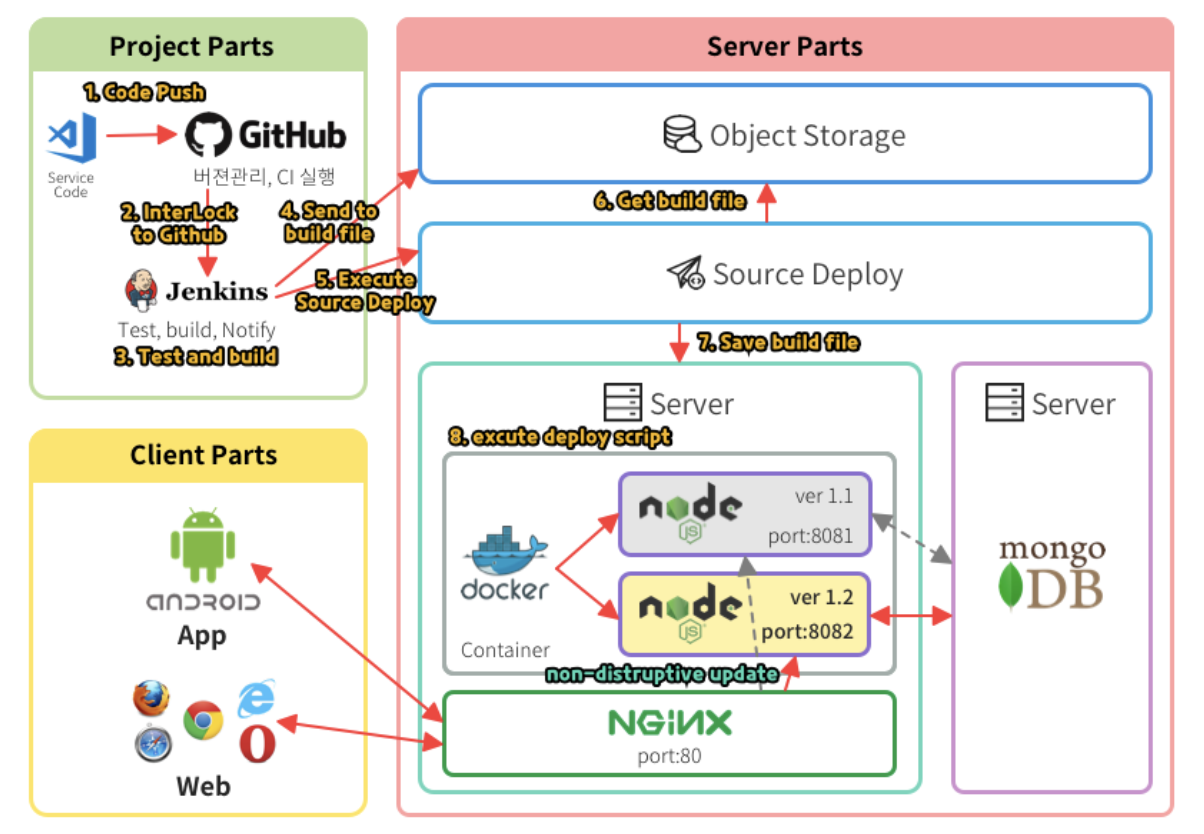 Project Parts
1. Code Push
Service
Code
GitHub
버젼관리, CI 실행
2. InterLock
to Github
4. Send to
build file
5. Execute
Source Deploy
Jenkins
Test, build, Notify
3. Test and build
Server Parts
Object Storage
6. Get build file
Source Deploy
7. Save build file
Server
8. excute deploy script
docker
Container
node
JS
ver 1.1
port:8081
node
JS
ver 1.2
port:8082
non-distruptive update
NGINX
port:80
Server
mongo
DB
Client Parts
ANDROID
App
Web